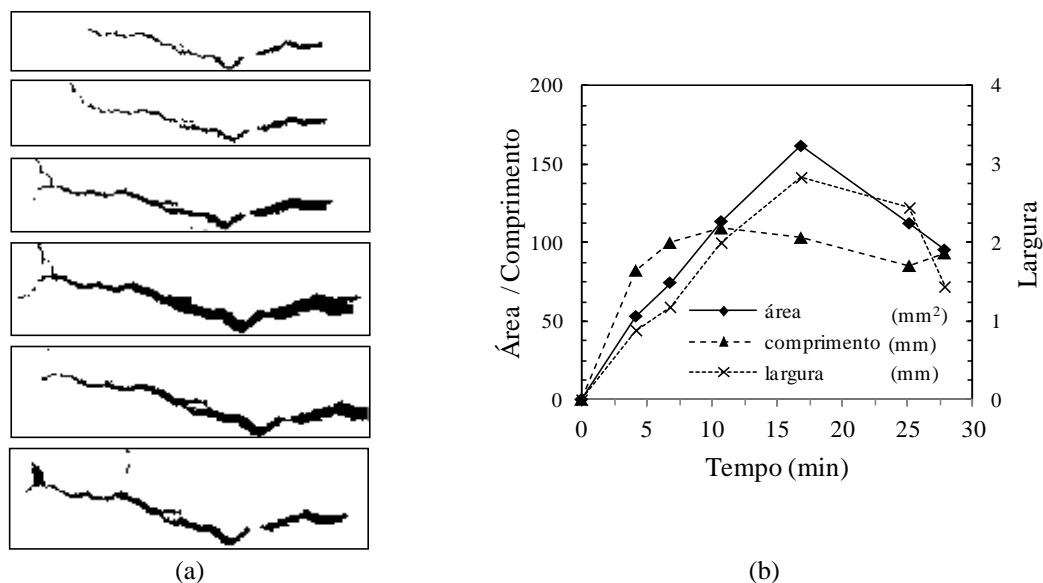 200
150
100
50
0
Área / Comprimento
4
3
2
1
0
Largura
área (mm²)
comprimento (mm)
largura (mm)
0 5 10 15 20 25 30
Tempo (min)
(a) (b)